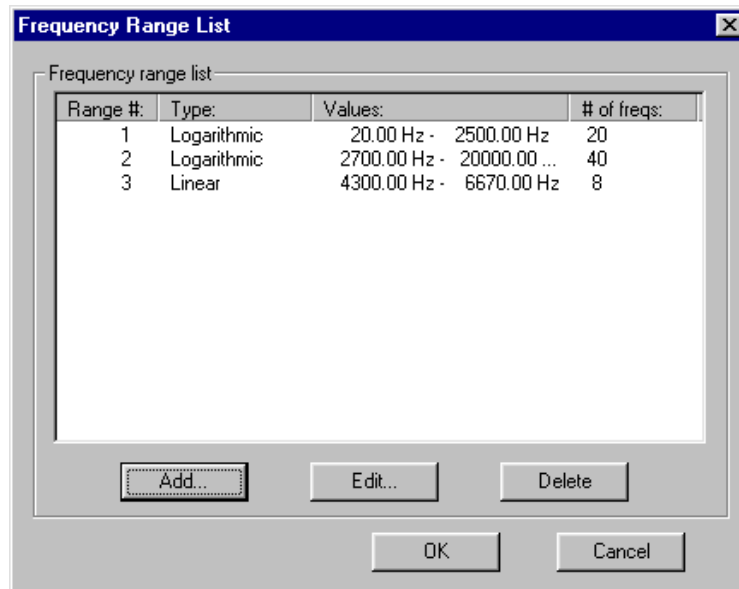 Frequency Range List
Frequency range list
Range #: Type: Values: # of freqs:
1 Logarithmic 20.00 Hz - 2500.00 Hz 20
2 Logarithmic 2700.00 Hz - 20000.00 ... 40
3 Linear 4300.00 Hz - 6670.00 Hz 8
Add... Edit... Delete
OK Cancel